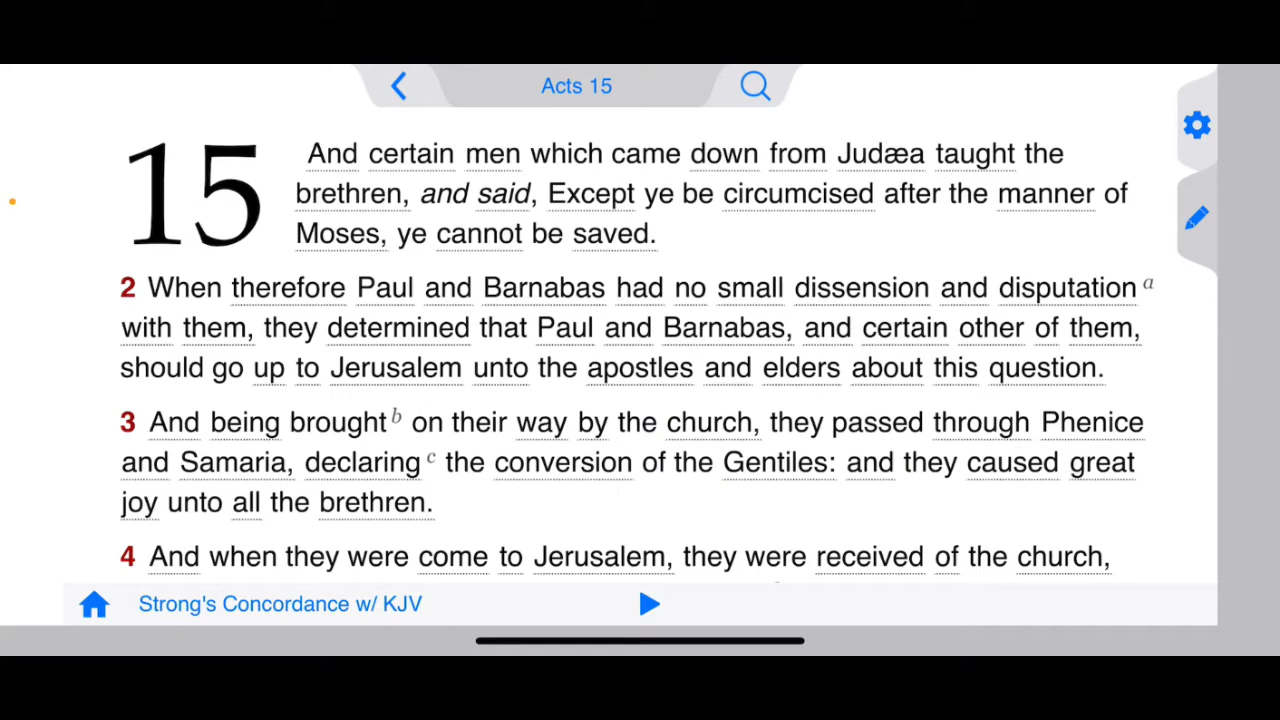 Acts 15
15 And certain men which came down from Judæa taught the
brethren, and said, Except ye be circumcised after the manner of
Moses, ye cannot be saved.
2 When therefore Paul and Barnabas had no small dissension and disputation a
with them, they determined that Paul and Barnabas, and certain other of them,
should go up to Jerusalem unto the apostles and elders about this question.
3 And being brought b on their way by the church, they passed through Phenice
and Samaria, declaring c the conversion of the Gentiles: and they caused great
joy unto all the brethren.
4 And when they were come to Jerusalem, they were received of the church,
Strong's Concordance w/ KJV